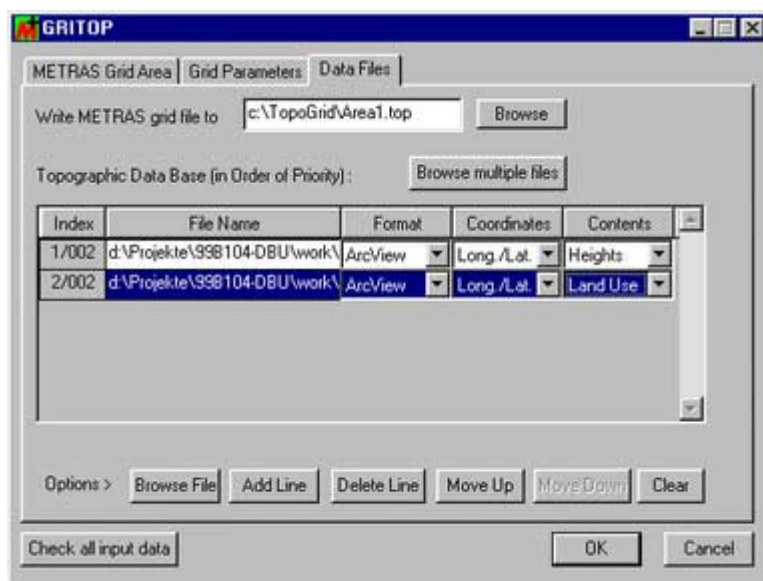 GRITOP
METRAS Grid Area Grid Parameters Data Files
Write METRAS grid file to c:\TopoGrid\Area1.top Browse
Topographic Data Base (in Order of Priority) : Browse multiple files
Index File Name Format Coordinates Contents
1/002 d:\Projekte\998104-DBU\work\ ArcView Long./Lat. Heights
2/002 d:\Projekte\998104-DBU\work\ ArcView Long./Lat. Land Use
Options > Browse File Add Line Delete Line Move Up Move Down Clear
Check all input data OK Cancel